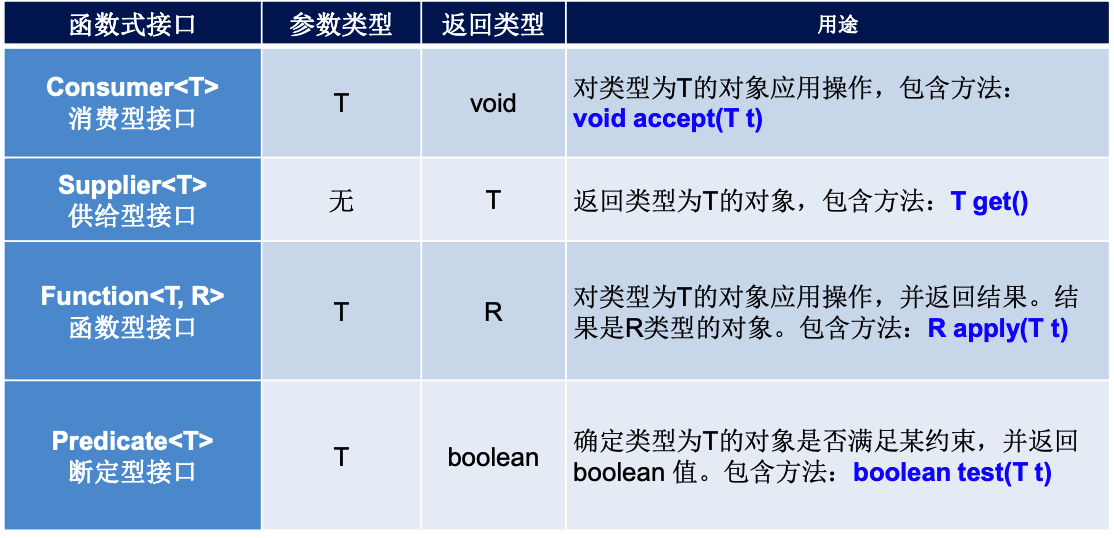 函数式接口 参数类型 返回类型 用途
Consumer<T>
消费型接口
T
void
对类型为T的对象应用操作，包含方法：
void accept(T t)
Supplier<T>
供给型接口
无
T
返回类型为T的对象，包含方法：T get()
Function<T, R>
函数型接口
T
R
对类型为T的对象应用操作，并返回结果。结
果是R类型的对象。包含方法：R apply(T t)
Predicate<T>
断定型接口
T
boolean
确定类型为T的对象是否满足某约束，并返回
boolean 值。包含方法：boolean test(T t)